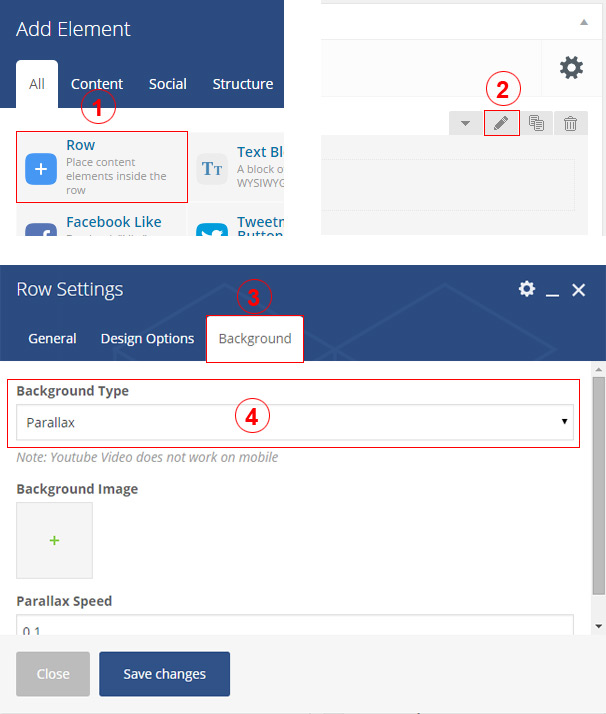 Add Element
All Content Social Structure
1
2
Row
Place content
elements inside the
row
Text Bl
A block o
WYSIWYG
Facebook Like
Tweetm
Button
Row Settings
3
General Design Options Background
Background Type
4
Parallax
Note: Youtube Video does not work on mobile
Background Image
Parallax Speed
0.1
Close Save changes